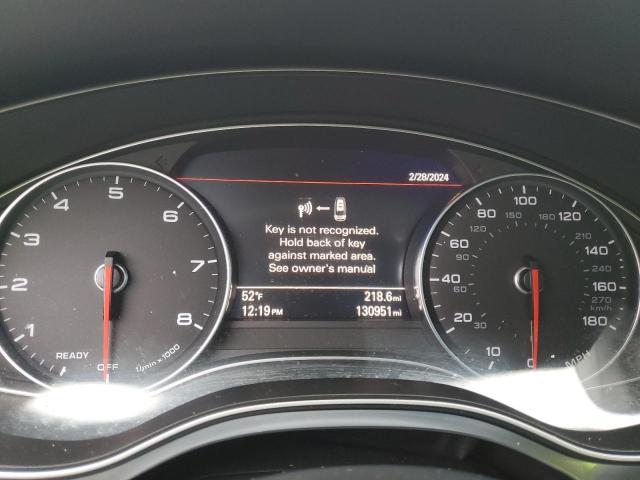 2/28/2024
Key is not recognized.
Hold back of key
against marked area.
See owner's manual
52°F 218.6mi
12:19PM 130951mi
1 2 3 4 5 6 7 8
READY OFF 1/min x 1000
0 10 20 40 60 80 100 120 140 160 180
30 60 90 120 150 180 210 240 270
km/h
MPH